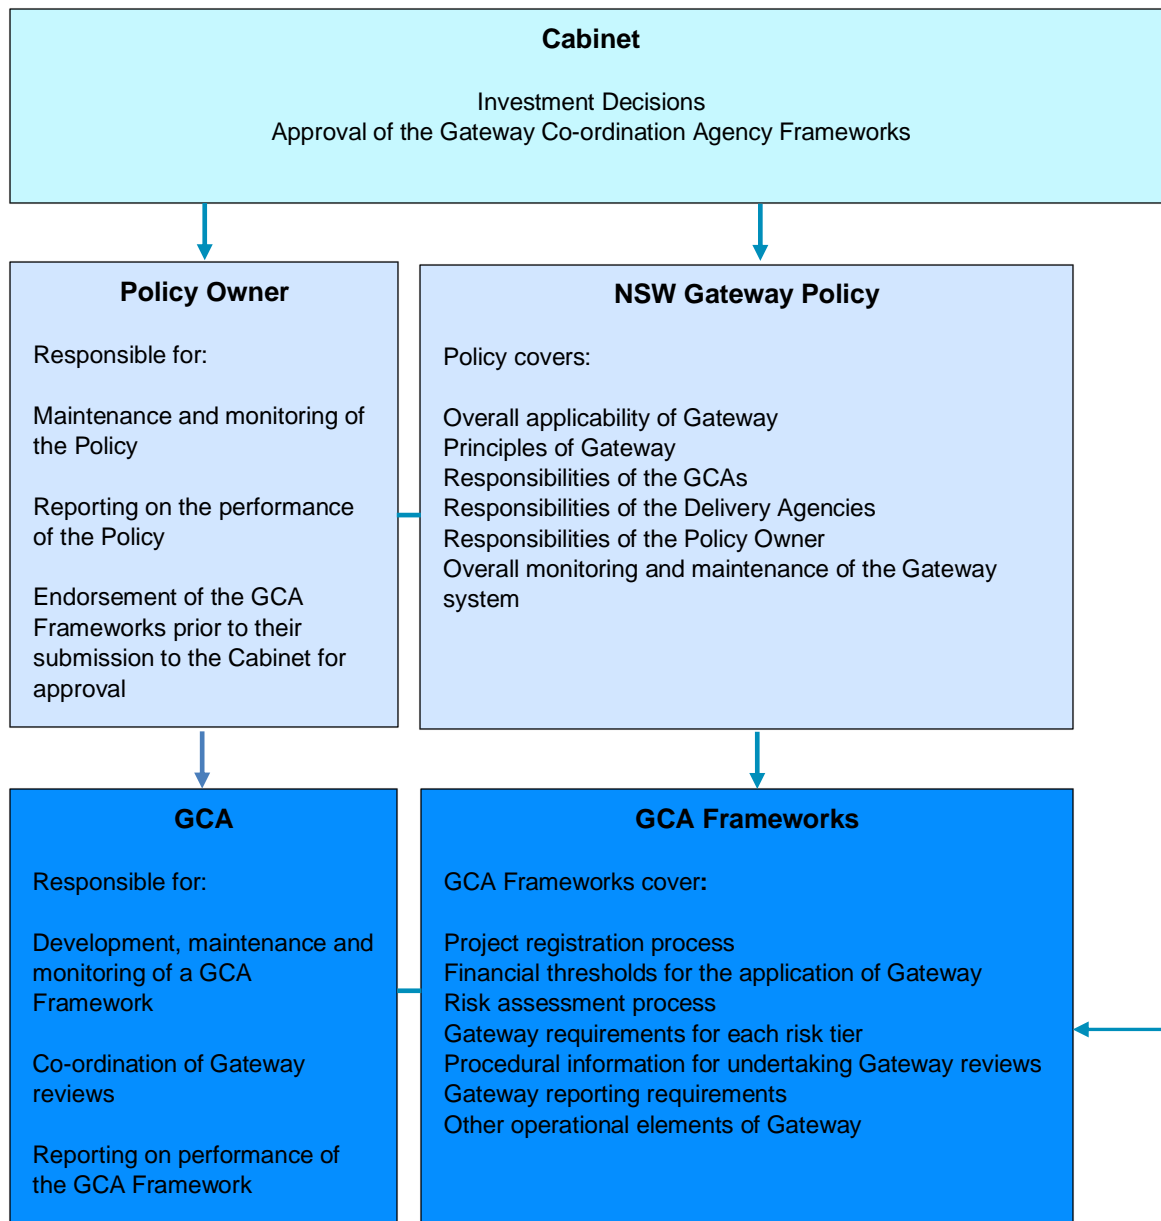 Cabinet
Investment Decisions
Approval of the Gateway Co-ordination Agency Frameworks
Policy Owner
Responsible for:
Maintenance and monitoring of
the Policy
Reporting on the performance
of the Policy
Endorsement of the GCA
Frameworks prior to their
submission to the Cabinet for
approval
NSW Gateway Policy
Policy covers:
Overall applicability of Gateway
Principles of Gateway
Responsibilities of the GCAs
Responsibilities of the Delivery Agencies
Responsibilities of the Policy Owner
Overall monitoring and maintenance of the Gateway
system
GCA
Responsible for:
Development, maintenance and
monitoring of a GCA
Framework
Co-ordination of Gateway
reviews
Reporting on performance of
the GCA Framework
GCA Frameworks
GCA Frameworks cover:
Project registration process
Financial thresholds for the application of Gateway
Risk assessment process
Gateway requirements for each risk tier
Procedural information for undertaking Gateway reviews
Gateway reporting requirements
Other operational elements of Gateway